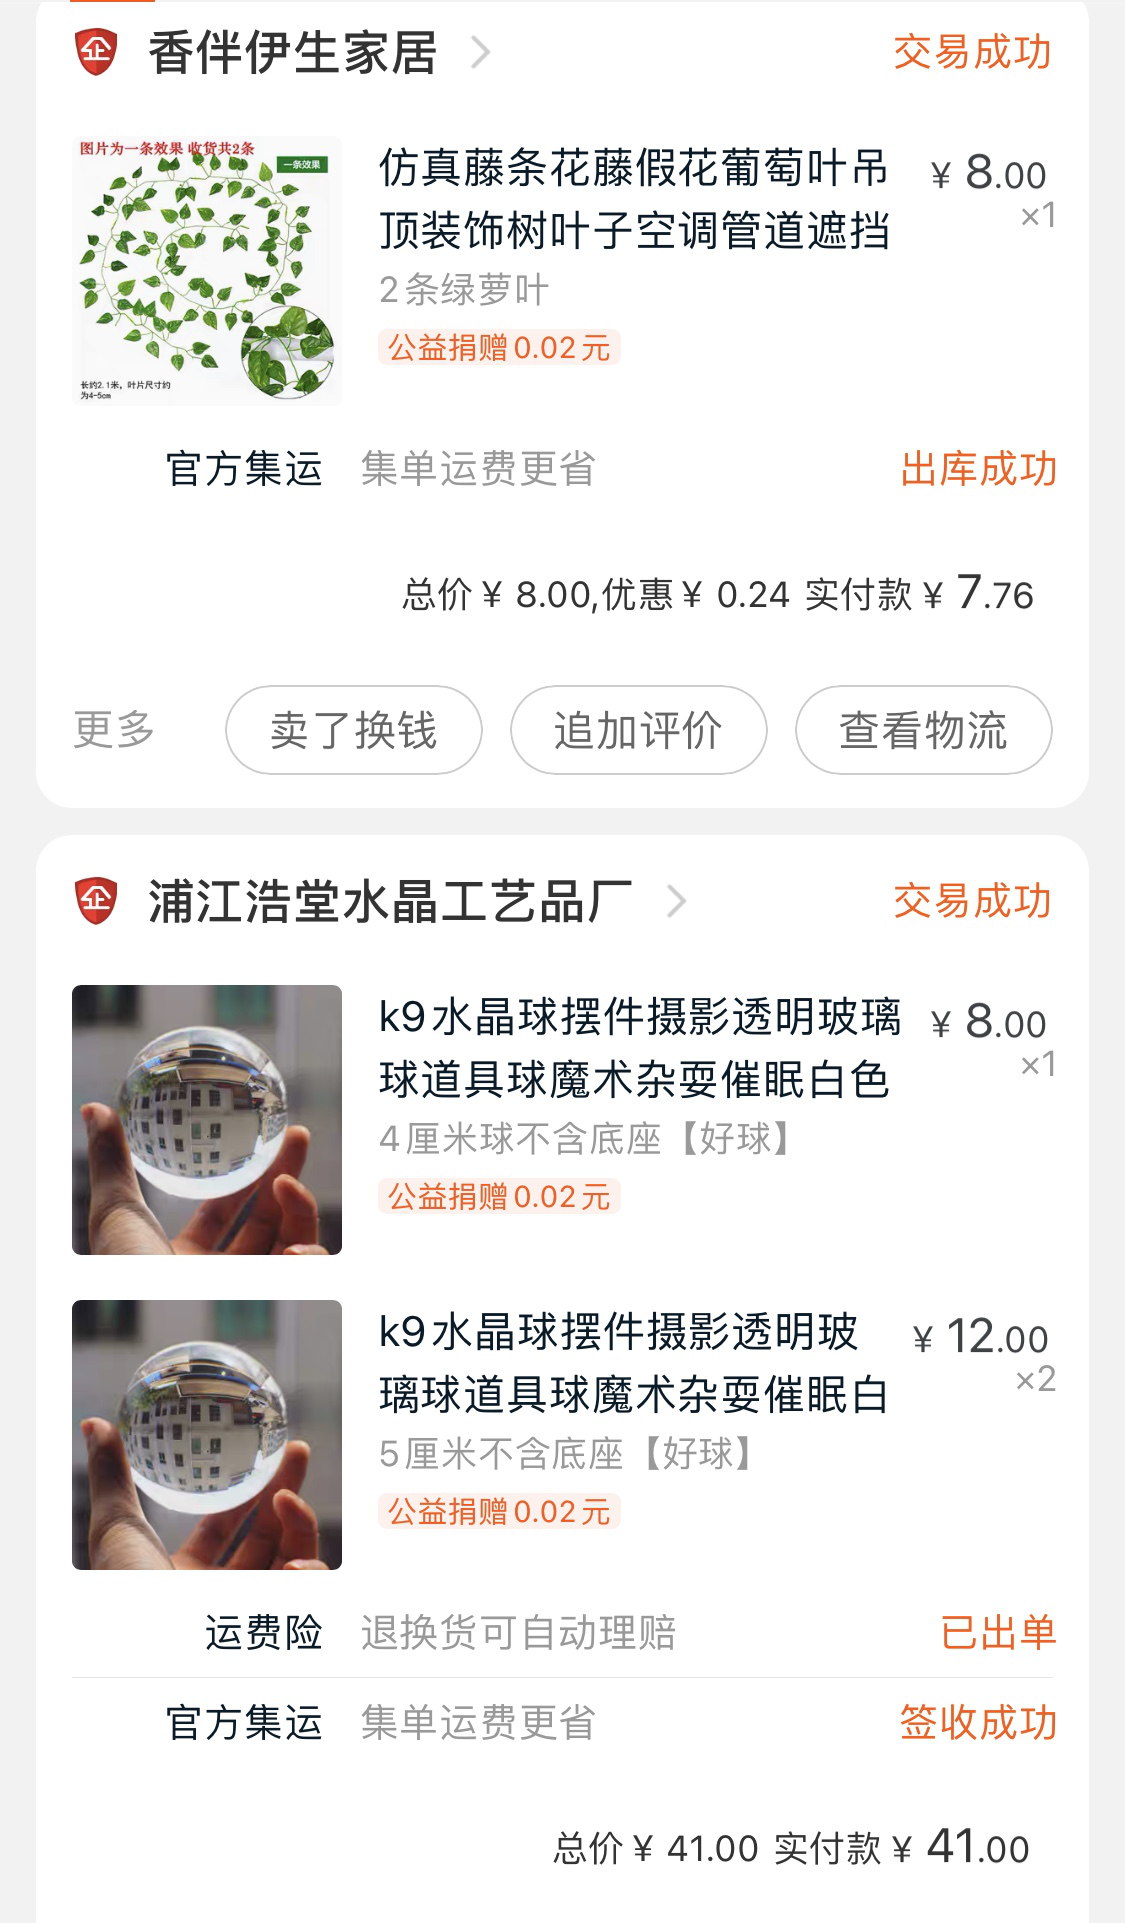 企 香伴伊生家居 交易成功
图片为一条效果 收货共2条
一条效果
长约2.1米，叶片尺寸约
为4-5cm
仿真藤条花藤假花葡萄叶吊 ¥ 8.00
顶装饰树叶子空调管道遮挡 ×1
2条绿萝叶
公益捐赠0.02元
官方集运 集单运费更省 出库成功
总价¥ 8.00,优惠¥ 0.24 实付款¥ 7.76
更多 卖了换钱 追加评价 查看物流
企 浦江浩堂水晶工艺品厂 交易成功
k9水晶球摆件摄影透明玻璃 ¥ 8.00
球道具球魔术杂耍催眠白色 ×1
4厘米球不含底座【好球】
公益捐赠0.02元
k9水晶球摆件摄影透明玻 ¥ 12.00
璃球道具球魔术杂耍催眠白 ×2
5厘米不含底座【好球】
公益捐赠0.02元
运费险 退换货可自动理赔 已出单
官方集运 集单运费更省 签收成功
总价¥ 41.00 实付款¥ 41.00